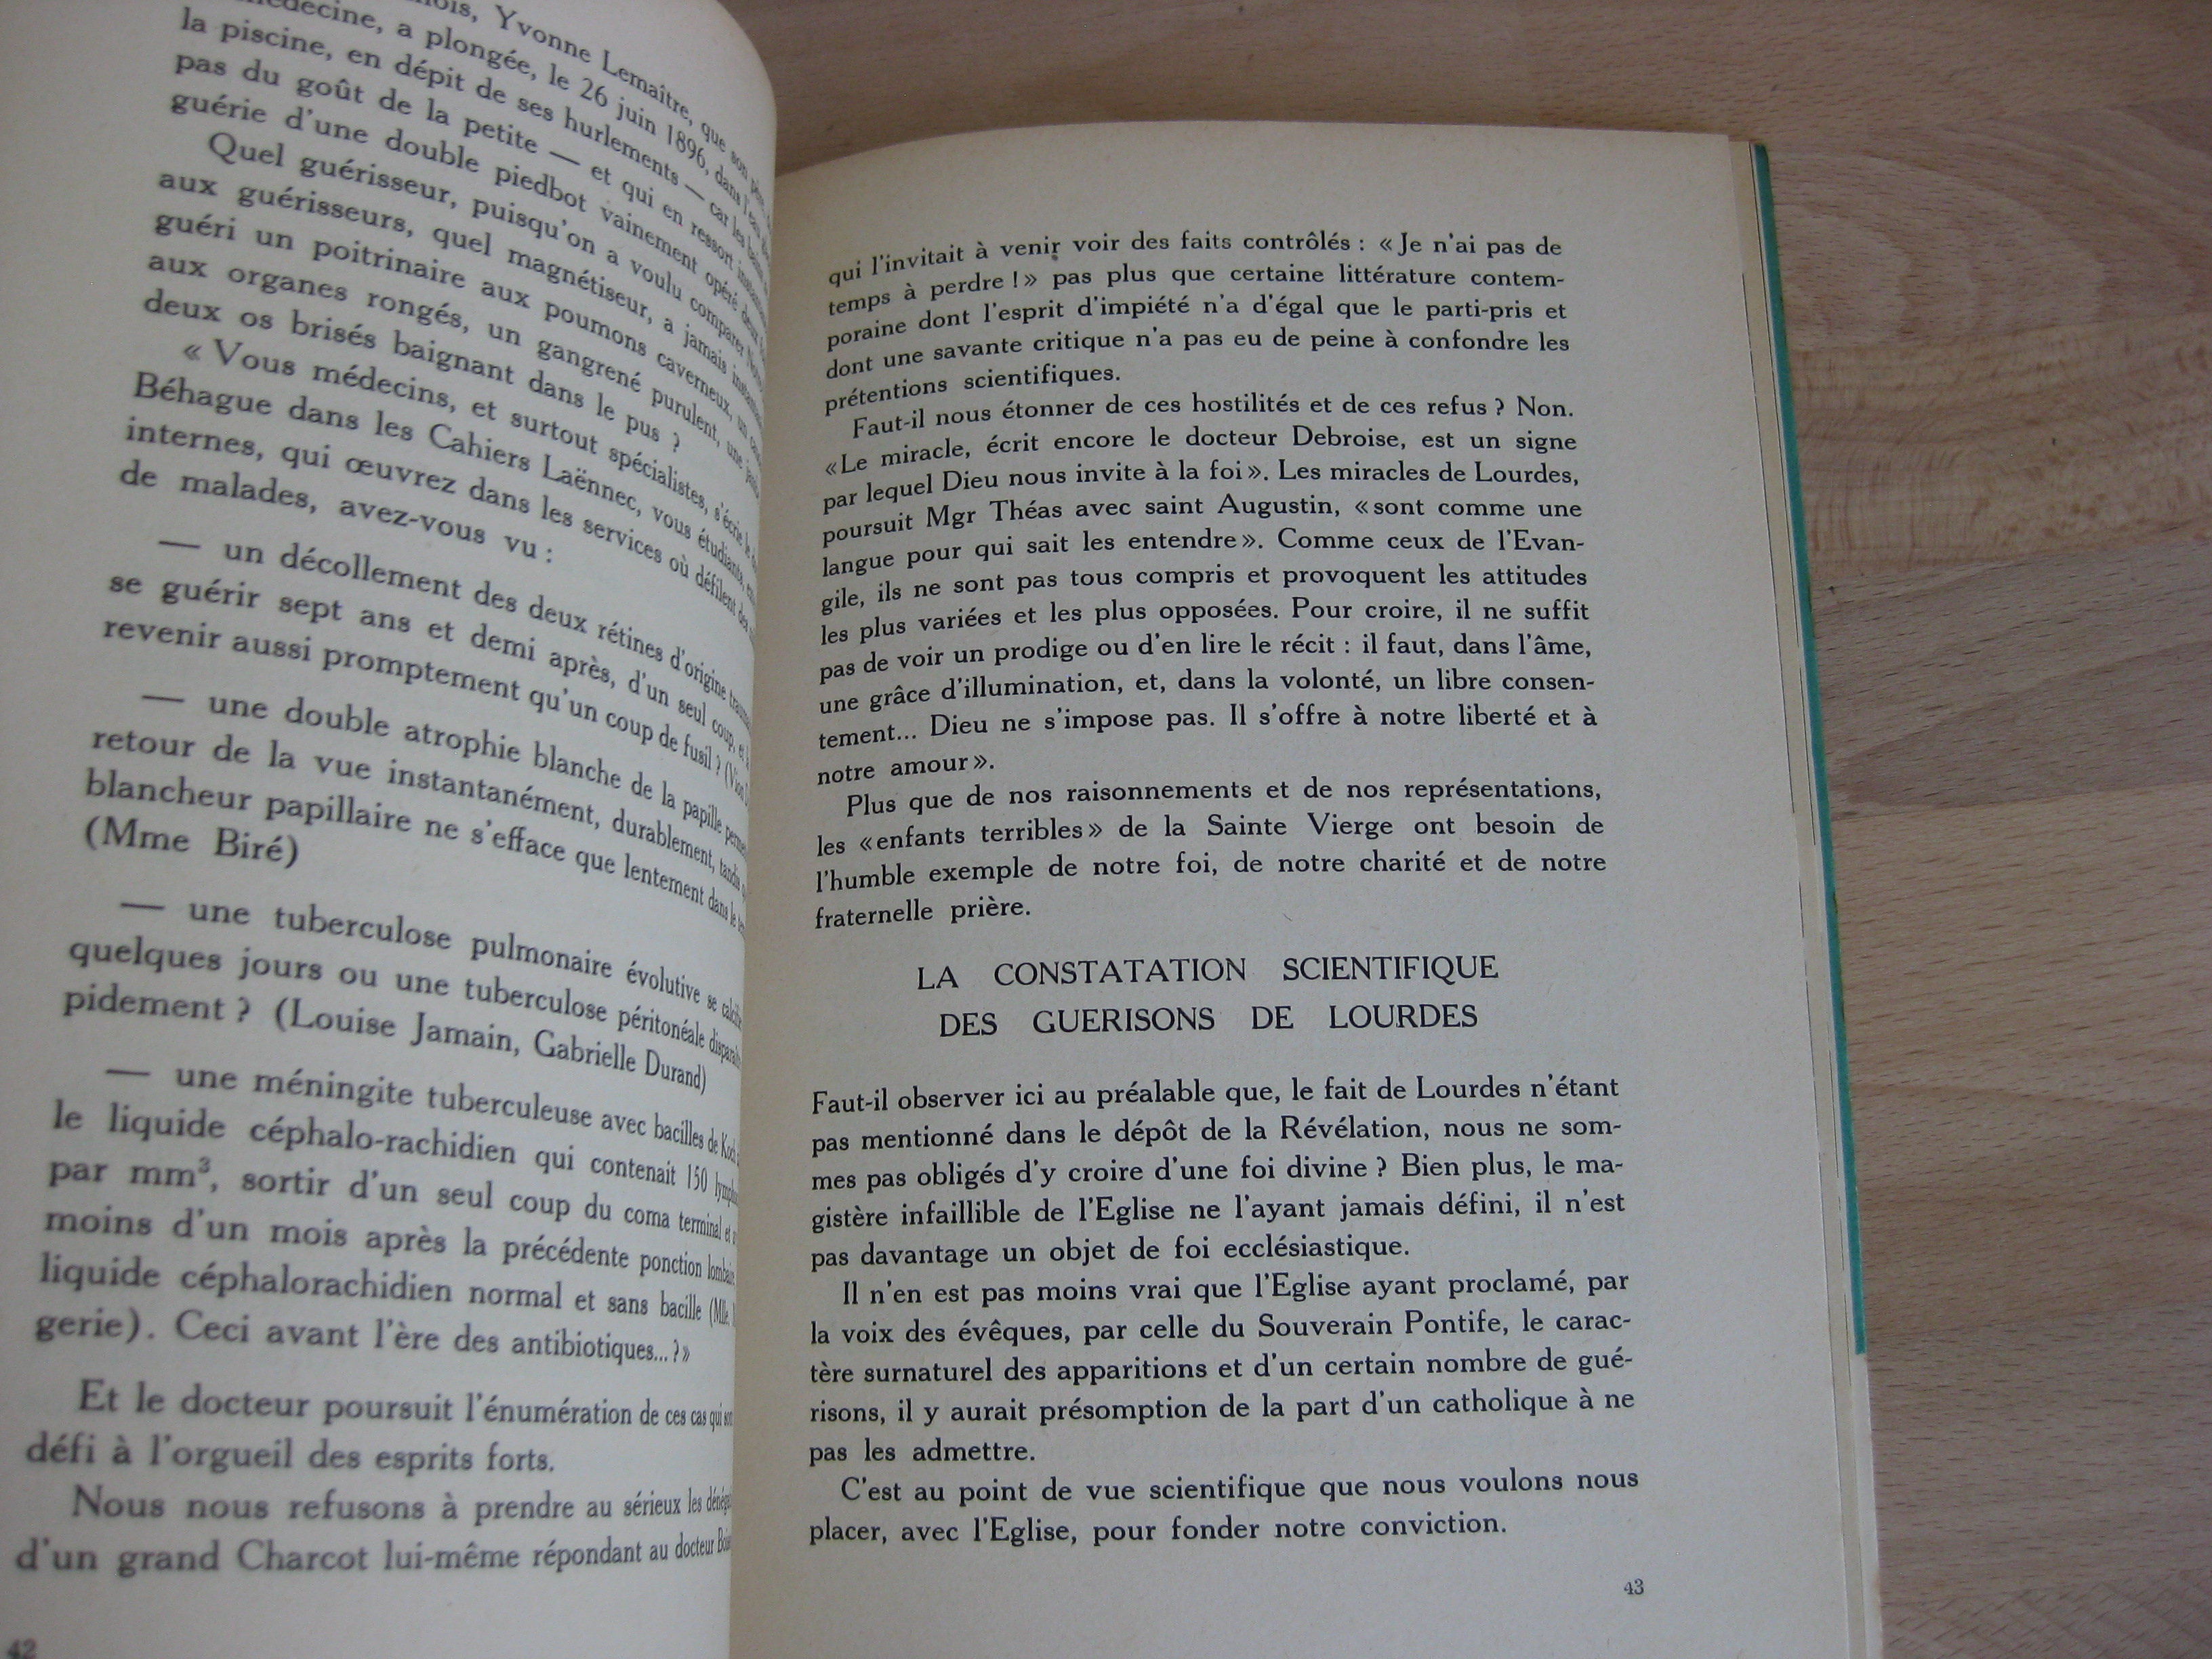 Yvonne Lemaître, que son
a plongée, le 26 juin 1896, dans l'eau
la piscine, en dépit de ses hurlements — car les bains
pas du goût de la petite — et qui en ressort
guérie d'une double piedbot vainement opéré deux
Quel guérisseur, puisqu'on a voulu comparer
aux guérisseurs, quel magnétiseur, a jamais
guéri un poitrinaire aux poumons caverneux, un
aux organes rongés, un gangrené purulent, une
deux os brisés baignant dans le pus ?
« Vous médecins, et surtout spécialistes, s'écrie le
Béhague dans les Cahiers Laënnec, vous étudiants,
internes, qui œuvrez dans les services où défilent des
de malades, avez-vous vu :
— un décollement des deux rétines d'origine
se guérir sept ans et demi après, d'un seul coup, et
revenir aussi promptement qu'un coup de fusil ?
— une double atrophie blanche de la papille
retour de la vue instantanément, durablement,
blancheur papillaire ne s'efface que lentement dans le
(Mme Biré)
— une tuberculose pulmonaire évolutive se
quelques jours ou une tuberculose péritonéale
pidement ? (Louise Jamain, Gabrielle Durand)
— une méningite tuberculeuse avec bacilles de Koch
le liquide céphalo-rachidien qui contenait 150
par mm³, sortir d'un seul coup du coma terminal et
moins d'un mois après la précédente ponction lombaire
liquide céphalorachidien normal et sans bacille (Mlle.
gerie). Ceci avant l'ère des antibiotiques... ?»
Et le docteur poursuit l'énumération de ces cas qui
défi à l'orgueil des esprits forts.
Nous nous refusons à prendre au sérieux les
d'un grand Charcot lui-même répondant au docteur
42
qui l'invitait à venir voir des faits contrôlés : « Je n'ai pas de
temps à perdre ! » pas plus que certaine littérature contem-
poraine dont l'esprit d'impiété n'a d'égal que le parti-pris et
dont une savante critique n'a pas eu de peine à confondre les
prétentions scientifiques.
Faut-il nous étonner de ces hostilités et de ces refus ? Non.
«Le miracle, écrit encore le docteur Debroise, est un signe
par lequel Dieu nous invite à la foi». Les miracles de Lourdes,
poursuit Mgr Théas avec saint Augustin, «sont comme une
langue pour qui sait les entendre». Comme ceux de l'Evan-
gile, ils ne sont pas tous compris et provoquent les attitudes
les plus variées et les plus opposées. Pour croire, il ne suffit
pas de voir un prodige ou d'en lire le récit : il faut, dans l'âme,
une grâce d'illumination, et, dans la volonté, un libre consen-
tement... Dieu ne s'impose pas. Il s'offre à notre liberté et à
notre amour».
Plus que de nos raisonnements et de nos représentations,
les «enfants terribles» de la Sainte Vierge ont besoin de
l'humble exemple de notre foi, de notre charité et de notre
fraternelle prière.
LA CONSTATATION SCIENTIFIQUE
DES GUERISONS DE LOURDES
Faut-il observer ici au préalable que, le fait de Lourdes n'étant
pas mentionné dans le dépôt de la Révélation, nous ne som-
mes pas obligés d'y croire d'une foi divine ? Bien plus, le ma-
gistère infaillible de l'Eglise ne l'ayant jamais défini, il n'est
pas davantage un objet de foi ecclésiastique.
Il n'en est pas moins vrai que l'Eglise ayant proclamé, par
la voix des évêques, par celle du Souverain Pontife, le carac-
tère surnaturel des apparitions et d'un certain nombre de gué-
risons, il y aurait présomption de la part d'un catholique à ne
pas les admettre.
C'est au point de vue scientifique que nous voulons nous
placer, avec l'Eglise, pour fonder notre conviction.
43